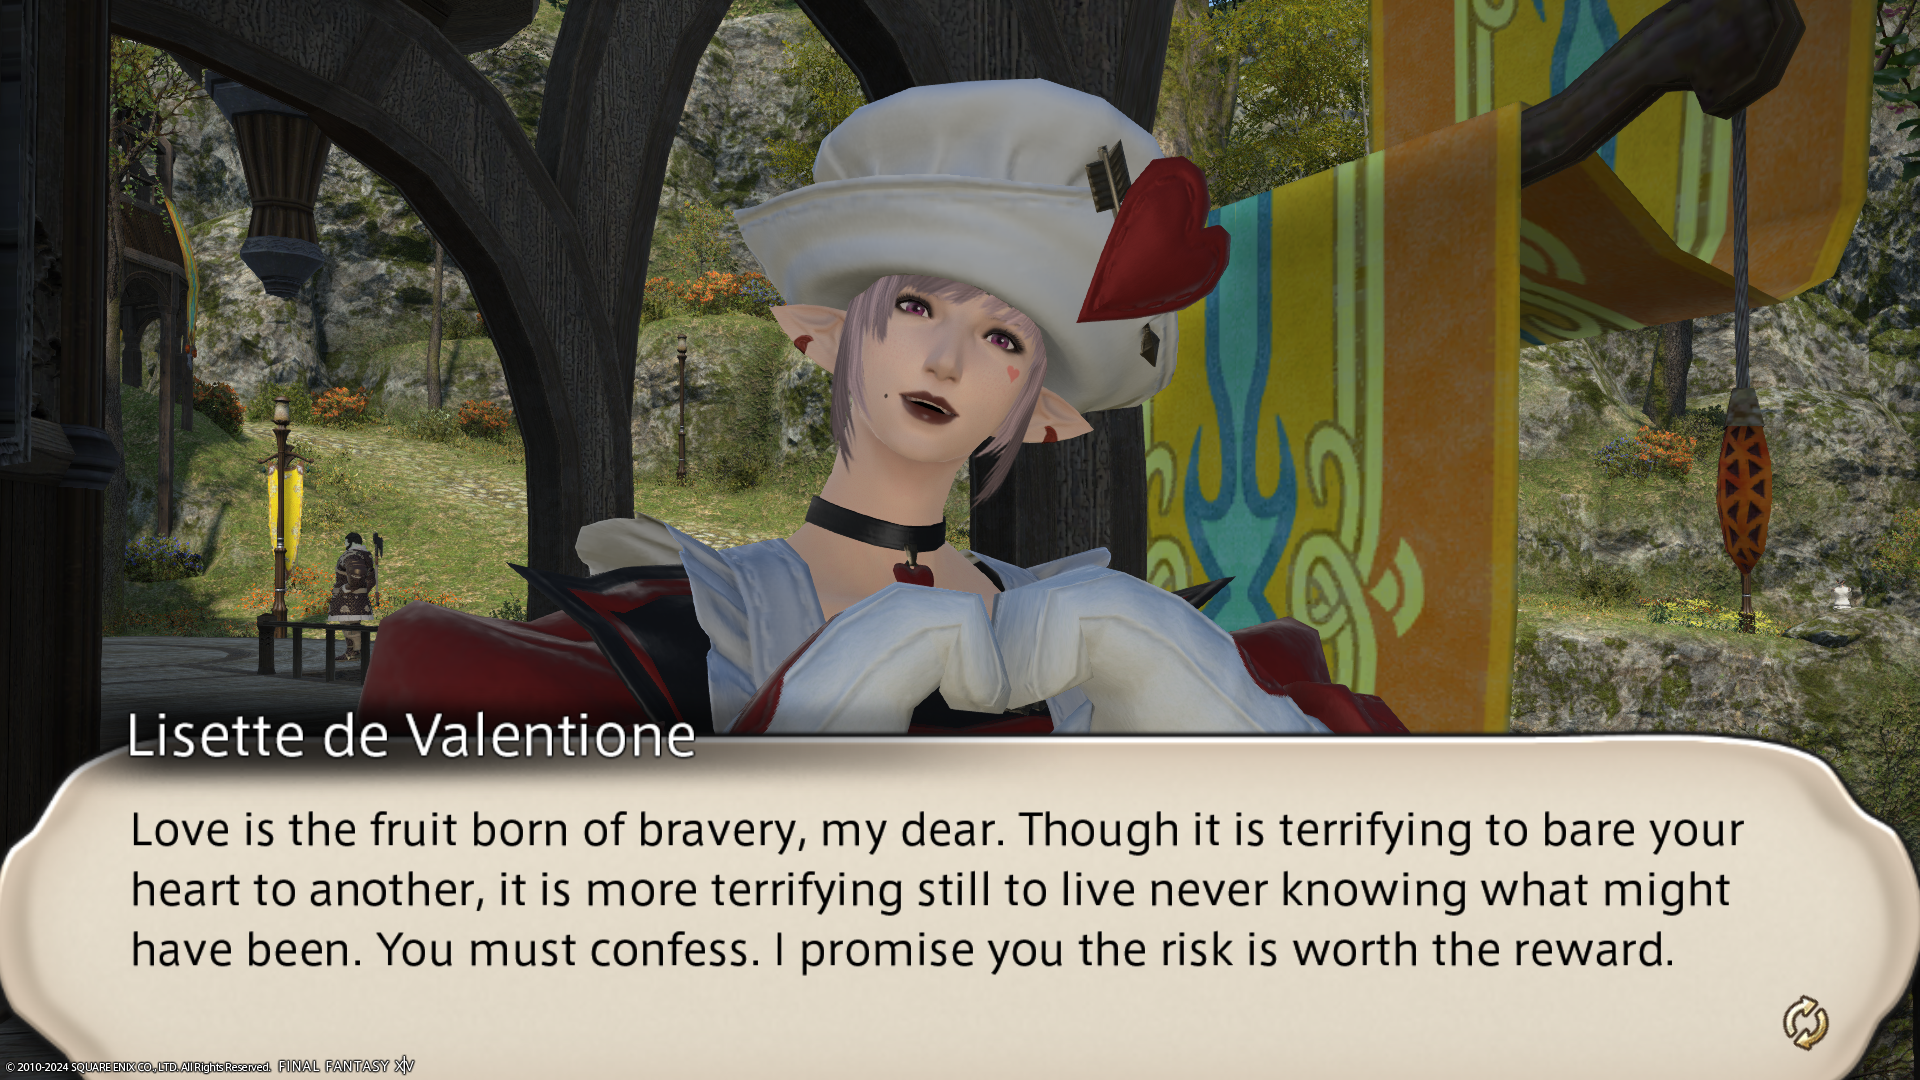 Lisette de Valentione
Love is the fruit born of bravery, my dear. Though it is terrifying to bare your
heart to another, it is more terrifying still to live never knowing what might
have been. You must confess. I promise you the risk is worth the reward.
© 2010-2024 SQUARE ENIX CO., LTD. All Rights Reserved. FINAL FANTASY XIV